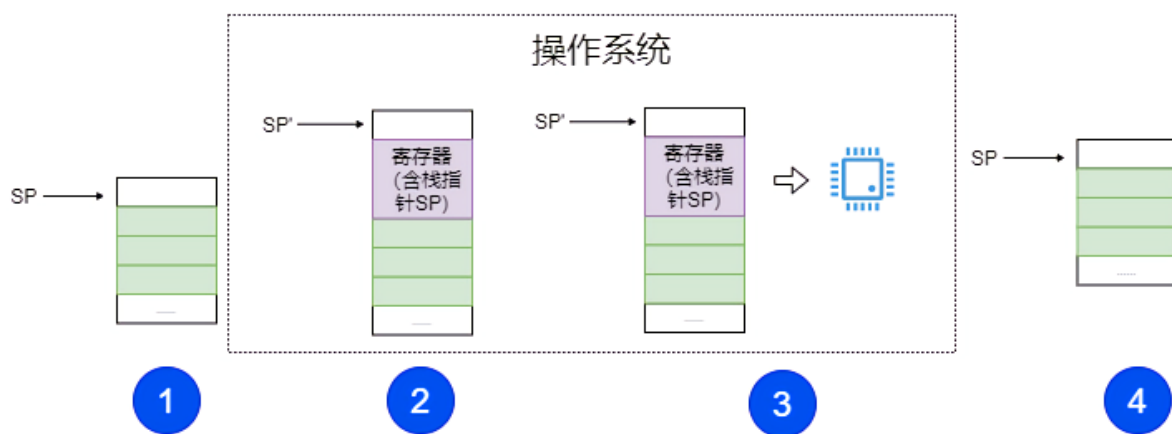 操作系统
SP'
寄存器
（含栈指
针SP)
......
SP'
寄存器
（含栈指
针SP)
......
SP
......
SP
......
1
2
3
4